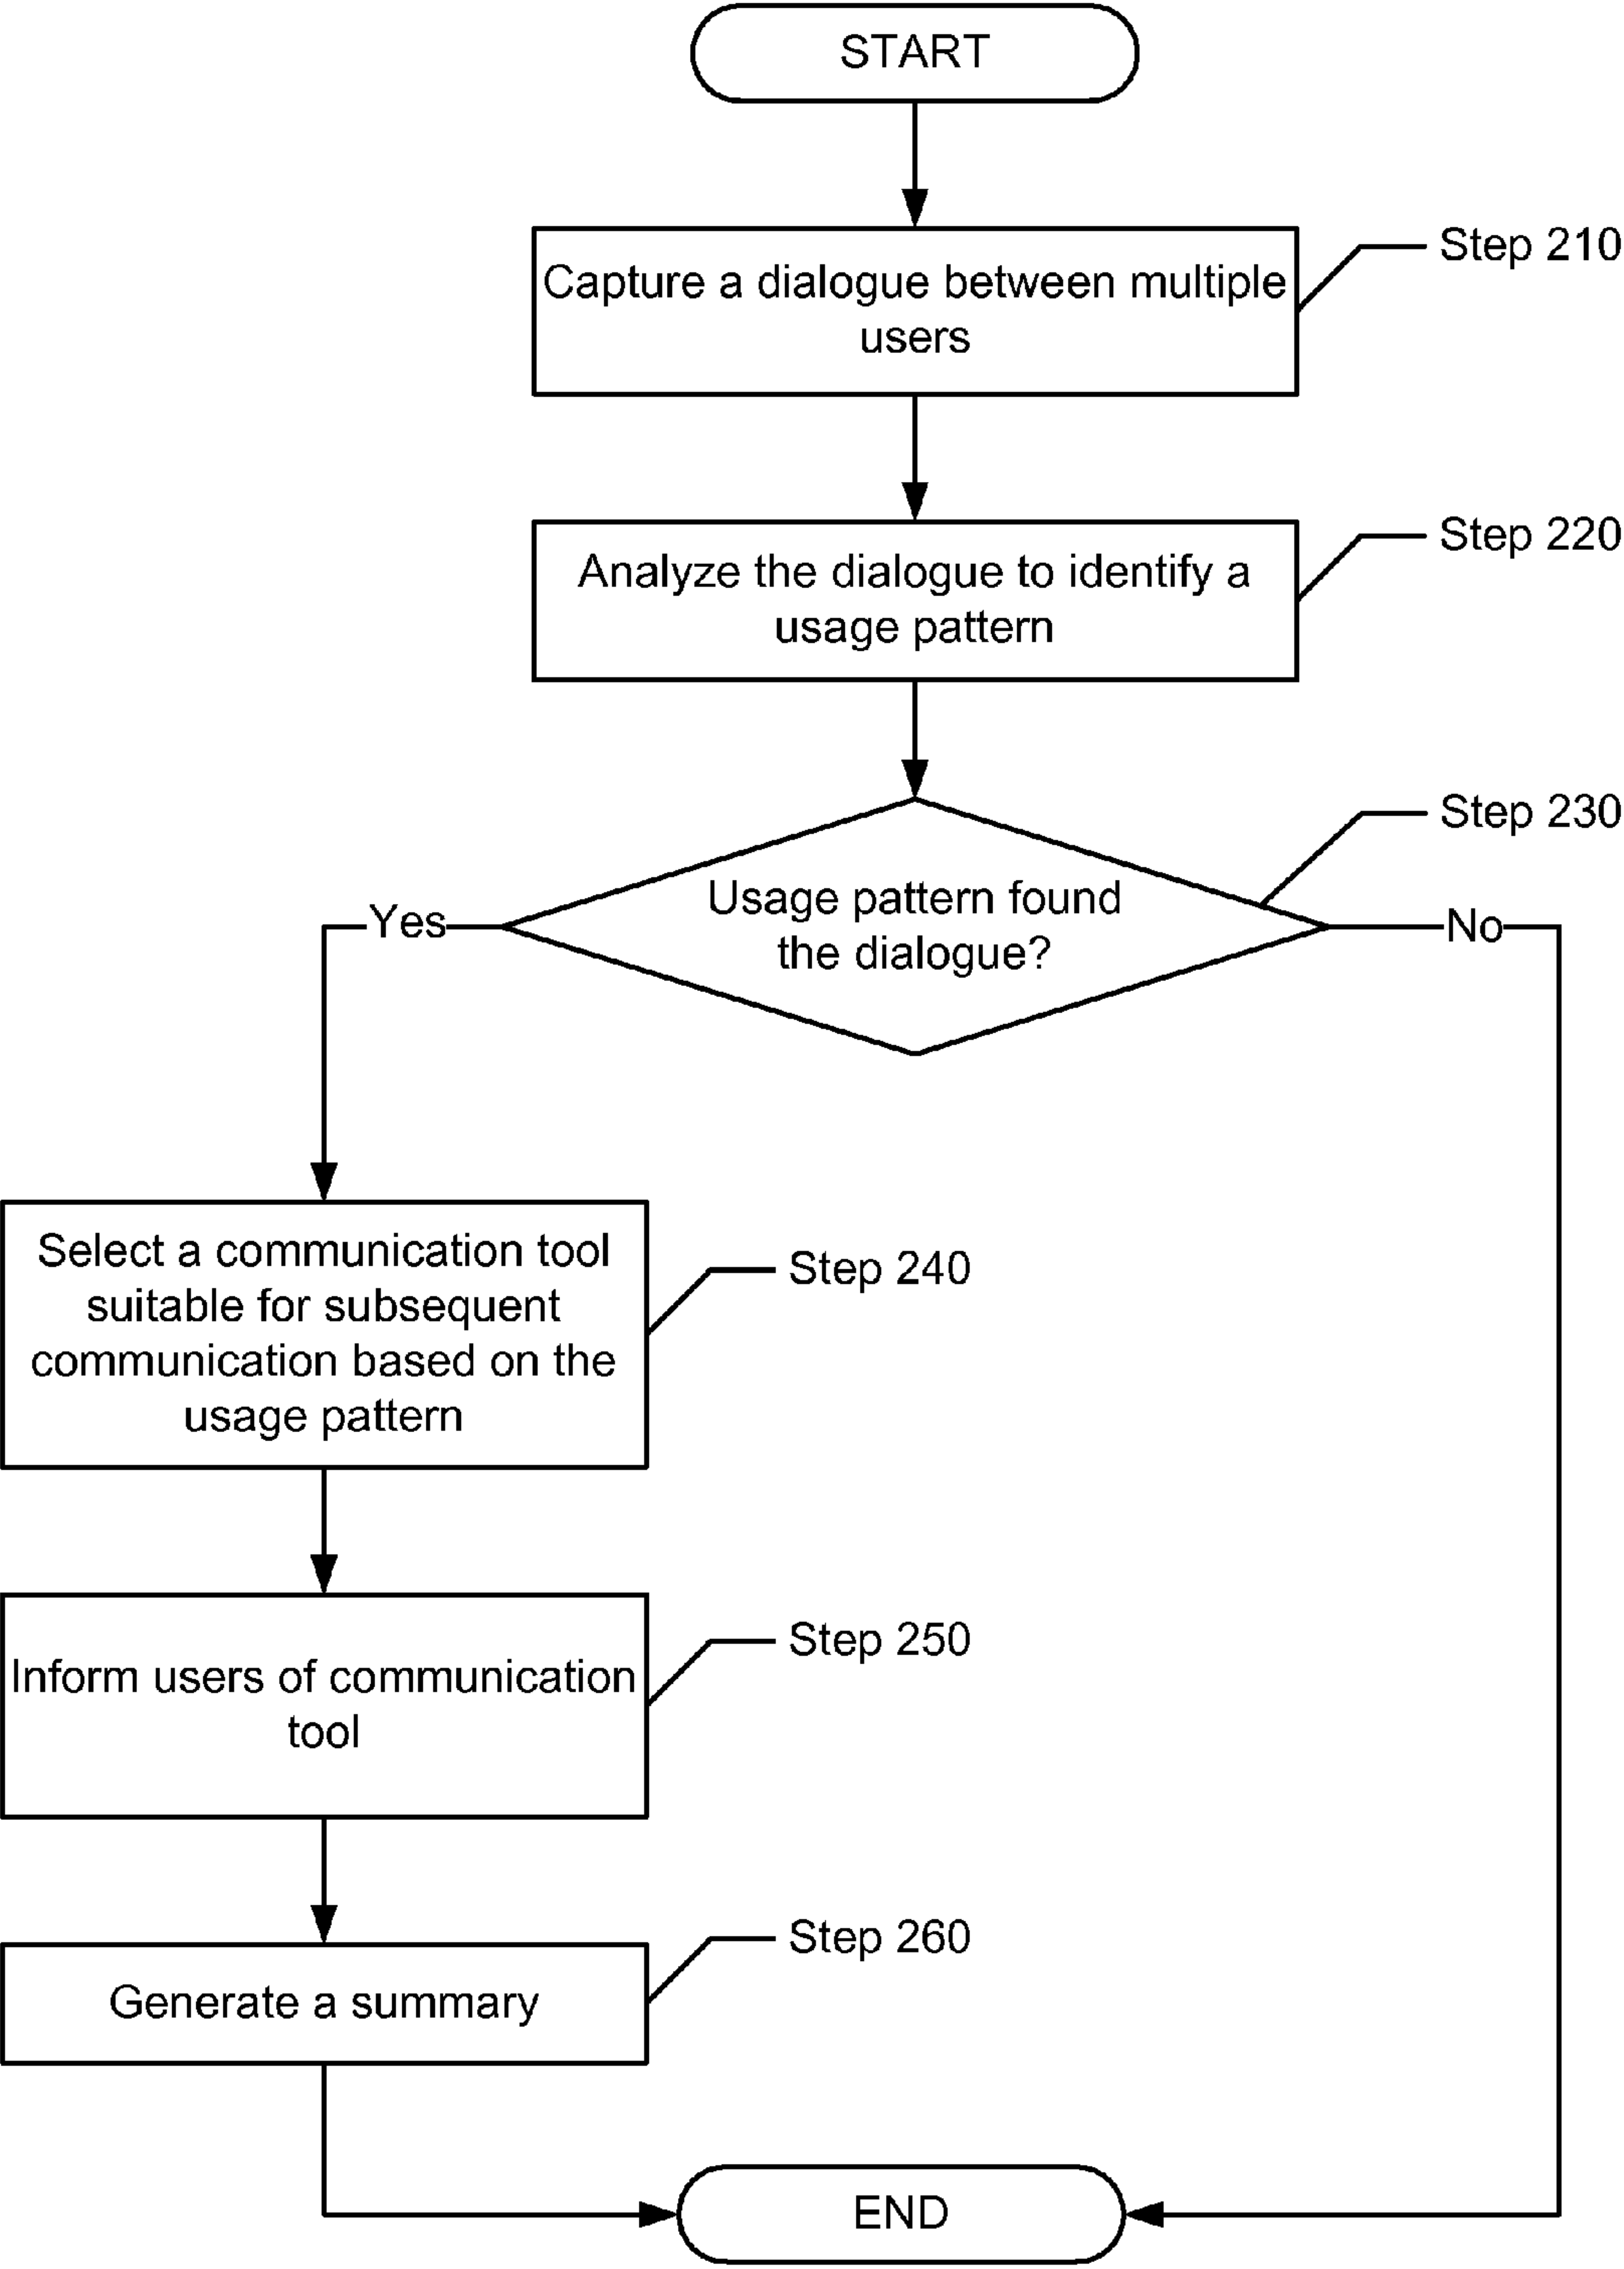 START
Capture a dialogue between multiple
users
Step 210
Analyze the dialogue to identify a
usage pattern
Step 220
Usage pattern found
the dialogue?
Step 230
Yes
No
Select a communication tool
suitable for subsequent
communication based on the
usage pattern
Step 240
Inform users of communication
tool
Step 250
Generate a summary
Step 260
END